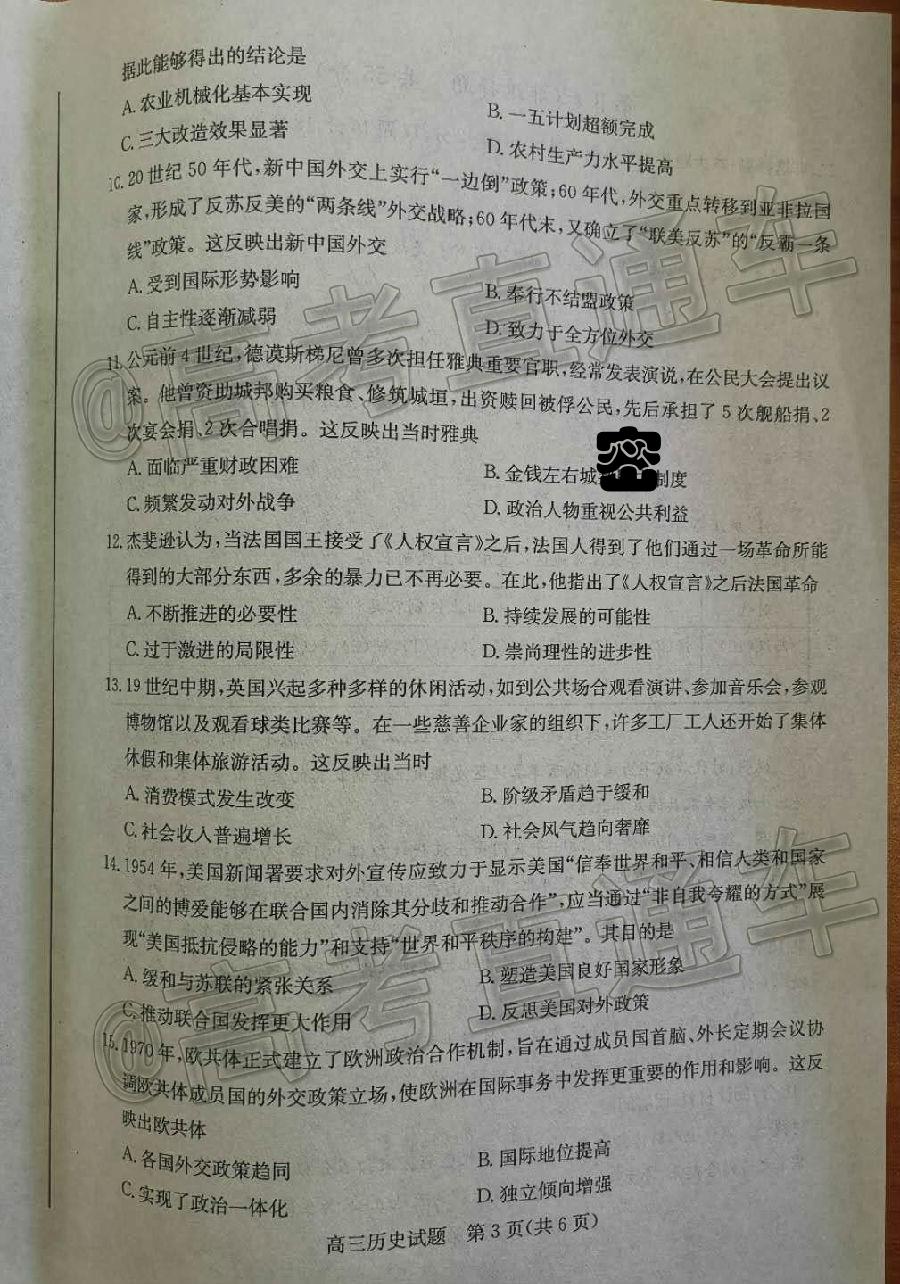 据此能够得出的结论是
A.农业机械化基本实现
B.一五计划超额完成
C.三大改造效果显著
D.农村生产力水平提高
10.20世纪50年代,新中国外交上实行“一边倒”政策;60年代,外交重点转移到亚非拉国
家,形成了反苏反美的“两条线”外交战略;60年代末,又确立了“联美反苏”的“反霸一条
线”政策。这反映出新中国外交
A.受到国际形势影响
B.奉行不结盟政策
C.自主性逐渐减弱
D.致力于全方位外交
11.公元前4世纪,德谟斯梯尼曾多次担任雅典重要官职,经常发表演说,在公民大会提出议
案。他曾资助城邦购买粮食、修筑城垣,出资赎回被俘公民,先后承担了5次舰船捐、2
次宴会捐、2次合唱捐。这反映出当时雅典
A.面临严重财政困难
B.金钱左右城 制度
C.频繁发动对外战争
D.政治人物重视公共利益
12.杰斐逊认为,当法国国王接受了《人权宣言》之后,法国人得到了他们通过一场革命所能
得到的大部分东西,多余的暴力已不再必要。在此,他指出了《人权宣言》之后法国革命
A.不断推进的必要性
B.持续发展的可能性
C.过于激进的局限性
D.崇尚理性的进步性
13.19世纪中期,英国兴起多种多样的休闲活动,如到公共场合观看演讲、参加音乐会,参观
博物馆以及观看球类比赛等。在一些慈善企业家的组织下,许多工厂工人还开始了集体
休假和集体旅游活动。这反映出当时
A.消费模式发生改变
B.阶级矛盾趋于缓和
C.社会收入普遍增长
D.社会风气趋向奢靡
14.1954年,美国新闻署要求对外宣传应致力于显示美国“信奉世界和平、相信人类和国家
之间的博爱能够在联合国内消除其分歧和推动合作”,应当通过“非自我夸耀的方式”展
现“美国抵抗侵略的能力”和支持“世界和平秩序的构建”。其目的是
A.缓和与苏联的紧张关系
B.塑造美国良好国家形象
C.推动联合国发挥更大作用
D.反思美国对外政策
15.1970年,欧共体正式建立了欧洲政治合作机制,旨在通过成员国首脑、外长定期会议协
调欧共体成员国的外交政策立场,使欧洲在国际事务中发挥更重要的作用和影响。这反
映出欧共体
A.各国外交政策趋同
B.国际地位提高
C.实现了政治一体化
D.独立倾向增强
高三历史试题 第3页(共6页)
@高考直通车
@高考直通车
密